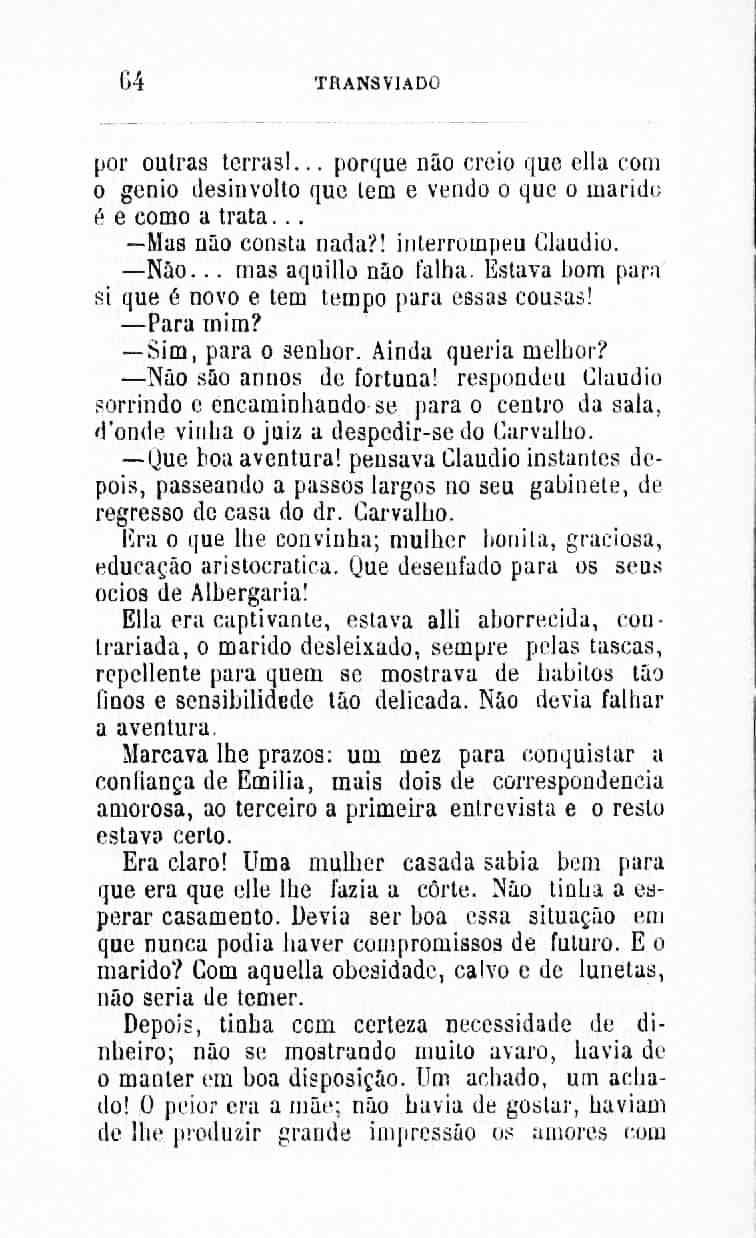 64 TRANSVIADO
por outras terras!... porque não creio que ella com
o genio desinvolto que tem e vendo o que o marido
é e como a trata...
—Mas não consta nada?! interrompeu Claudio.
—Não... mas aquillo não falha. Estava bom para
si que é novo e tem tempo para essas cousas!
—Para mim?
—Sim, para o senhor. Ainda queria melhor?
—Não são annos de fortuna! respondeu Claudio
sorrindo e encaminhando-se para o centro da sala,
d'onde vinha o juiz a despedir-se do Carvalho.
—Que boa aventura! pensava Claudio instantes de-
pois, passeando a passos largos no seu gabinete, de
regresso de casa do dr. Carvalho.
Era o que lhe convinha; mulher bonita, graciosa,
educação aristocratica. Que desenfado para os seus
ocios de Albergaria!
Ella era captivante, estava alli aborrecida, con-
trariada, o marido desleixado, sempre pelas tascas,
repellente para quem se mostrava de habitos tão
finos e sensibilidede tão delicada. Não devia falhar
a aventura.
Marcava lhe prazos: um mez para conquistar a
confiança de Emilia, mais dois de correspondencia
amorosa, ao terceiro a primeira entrevista e o resto
estava certo.
Era claro! Uma mulher casada sabia bem para
que era que elle lhe fazia a côrte. Não tinha a es-
perar casamento. Devia ser boa essa situação em
que nunca podia haver compromissos de futuro. E o
marido? Com aquella obesidade, calvo e de lunetas,
não seria de temer.
Depois, tinha com certeza necessidade de di-
nheiro; não se mostrando muito avaro, havia de
o manter em boa disposição. Um achado, um acha-
do! O peior era a mãe; não havia de gostar, haviam
de lhe produzir grande impressão os amores com